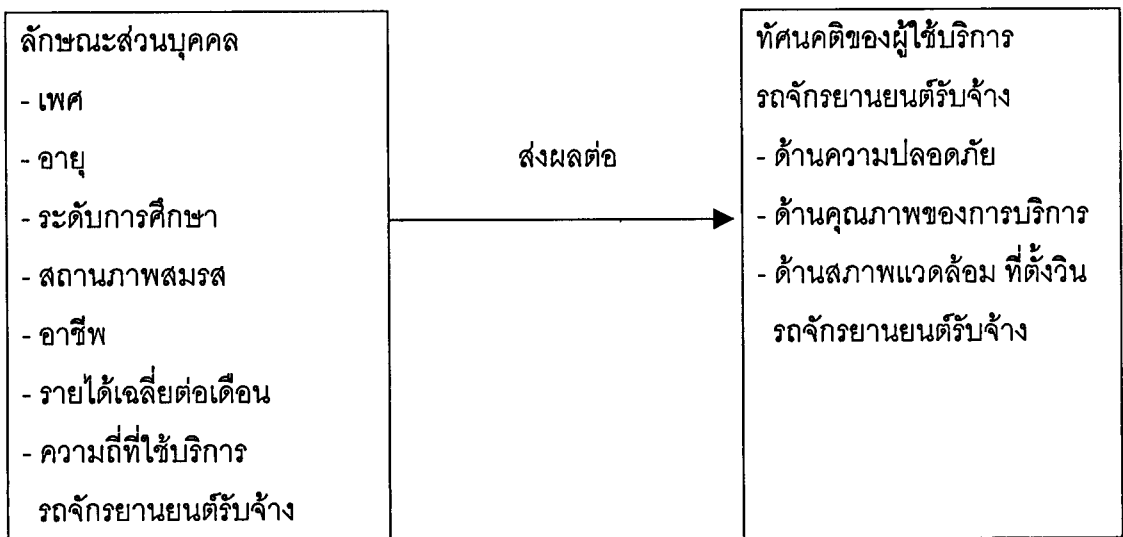 ลักษณะส่วนบุคคล
- เพศ
- อายุ
- ระดับการศึกษา
- สถานภาพสมรส
- อาชีพ
- รายได้เฉลี่ยต่อเดือน
- ความถี่ที่ใช้บริการ
รถจักรยานยนต์รับจ้าง
ส่งผลต่อ
ทัศนคติของผู้ใช้บริการ
รถจักรยานยนต์รับจ้าง
- ด้านความปลอดภัย
- ด้านคุณภาพของการบริการ
- ด้านสภาพแวดล้อม ที่ตั้งวิน
รถจักรยานยนต์รับจ้าง